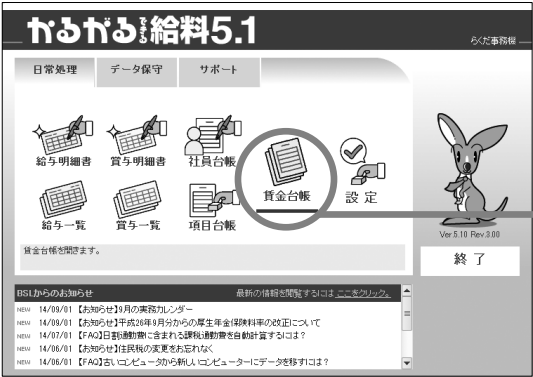 かるがるできる給料5.1
らくだ事務機
日常処理 データ保守 サポート
給与明細書 賞与明細書 社員台帳
賃金台帳 設定
給与一覧 賞与一覧 項目台帳
Ver.5.10 Rev.3.00
賃金台帳を開きます。
終了
BSLからのお知らせ 最新の情報を閲覧するには ここをクリック。
NEW 14/09/01 【お知らせ】9月の実務カレンダー
NEW 14/09/01 【お知らせ】平成26年9月分からの厚生年金保険料率の改正について
NEW 14/07/01 【FAQ】日割通勤費に含まれる課税通勤費を自動計算するには？
NEW 14/06/01 【お知らせ】住民税の変更をお忘れなく
NEW 14/06/01 【FAQ】古いコンピュータから新しいコンピューターにデータを移すには？